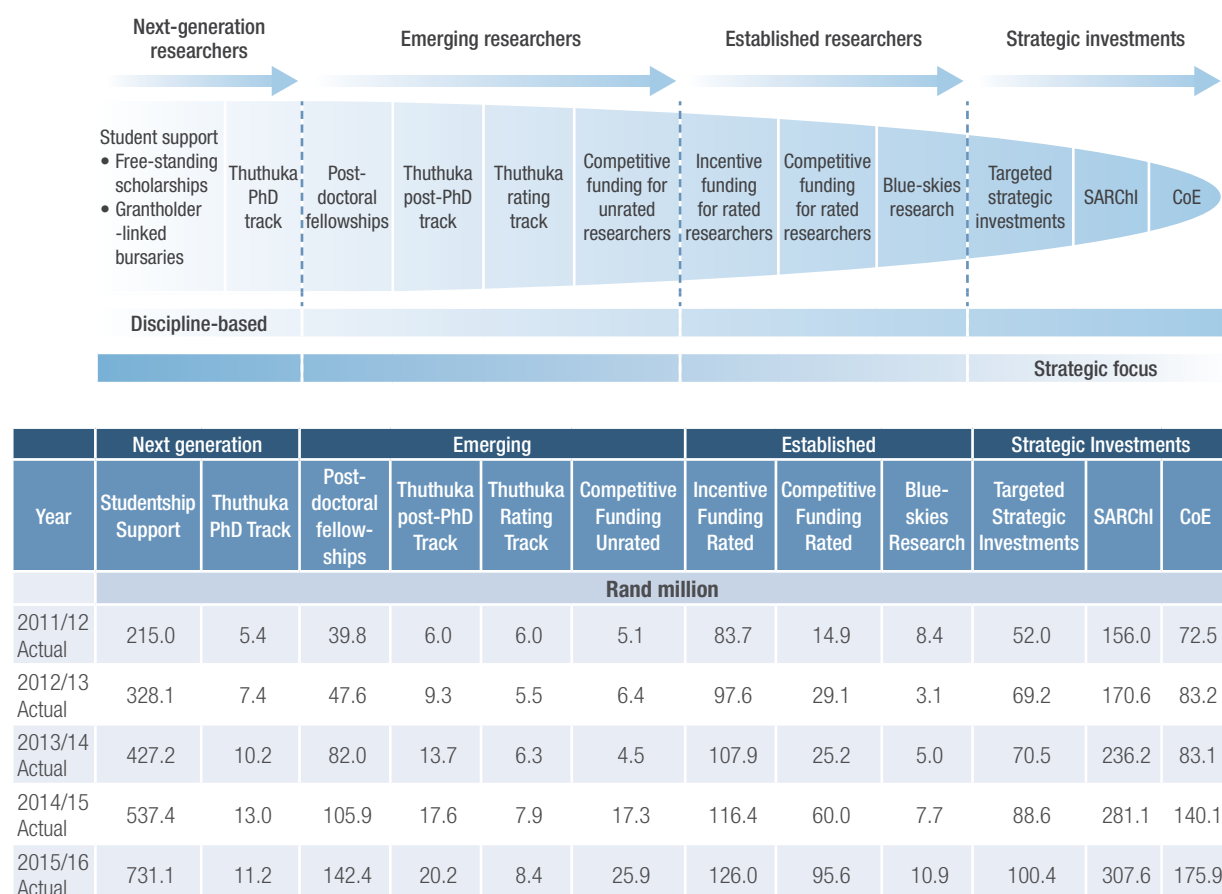 Next-generation
researchers
Emerging researchers
Established researchers
Strategic investments
Student support
• Free-standing
scholarships
• Grantholder
-linked
bursaries
Thuthuka
PhD
track
Post-
doctoral
fellowships
Thuthuka
post-PhD
track
Thuthuka
rating
track
Competitive
funding for
unrated
researchers
Incentive
funding
for rated
researchers
Competitive
funding
for rated
researchers
Blue-skies
research
Targeted
strategic
investments
SARChI
CoE
Discipline-based
Strategic focus
Next generation Emerging Established Strategic Investments
Year
Studentship
Support
Thuthuka
PhD Track
Post-
doctoral
fellow-
ships
Thuthuka
post-PhD
Track
Thuthuka
Rating
Track
Competitive
Funding
Unrated
Incentive
Funding
Rated
Competitive
Funding
Rated
Blue-
skies
Research
Targeted
Strategic
Investments
SARChI
CoE
Rand million
2011/12
Actual
215.0 5.4 39.8 6.0 6.0 5.1 83.7 14.9 8.4 52.0 156.0 72.5
2012/13
Actual
328.1 7.4 47.6 9.3 5.5 6.4 97.6 29.1 3.1 69.2 170.6 83.2
2013/14
Actual
427.2 10.2 82.0 13.7 6.3 4.5 107.9 25.2 5.0 70.5 236.2 83.1
2014/15
Actual
537.4 13.0 105.9 17.6 7.9 17.3 116.4 60.0 7.7 88.6 281.1 140.1
2015/16
Actual
731.1 11.2 142.4 20.2 8.4 25.9 126.0 95.6 10.9 100.4 307.6 175.9